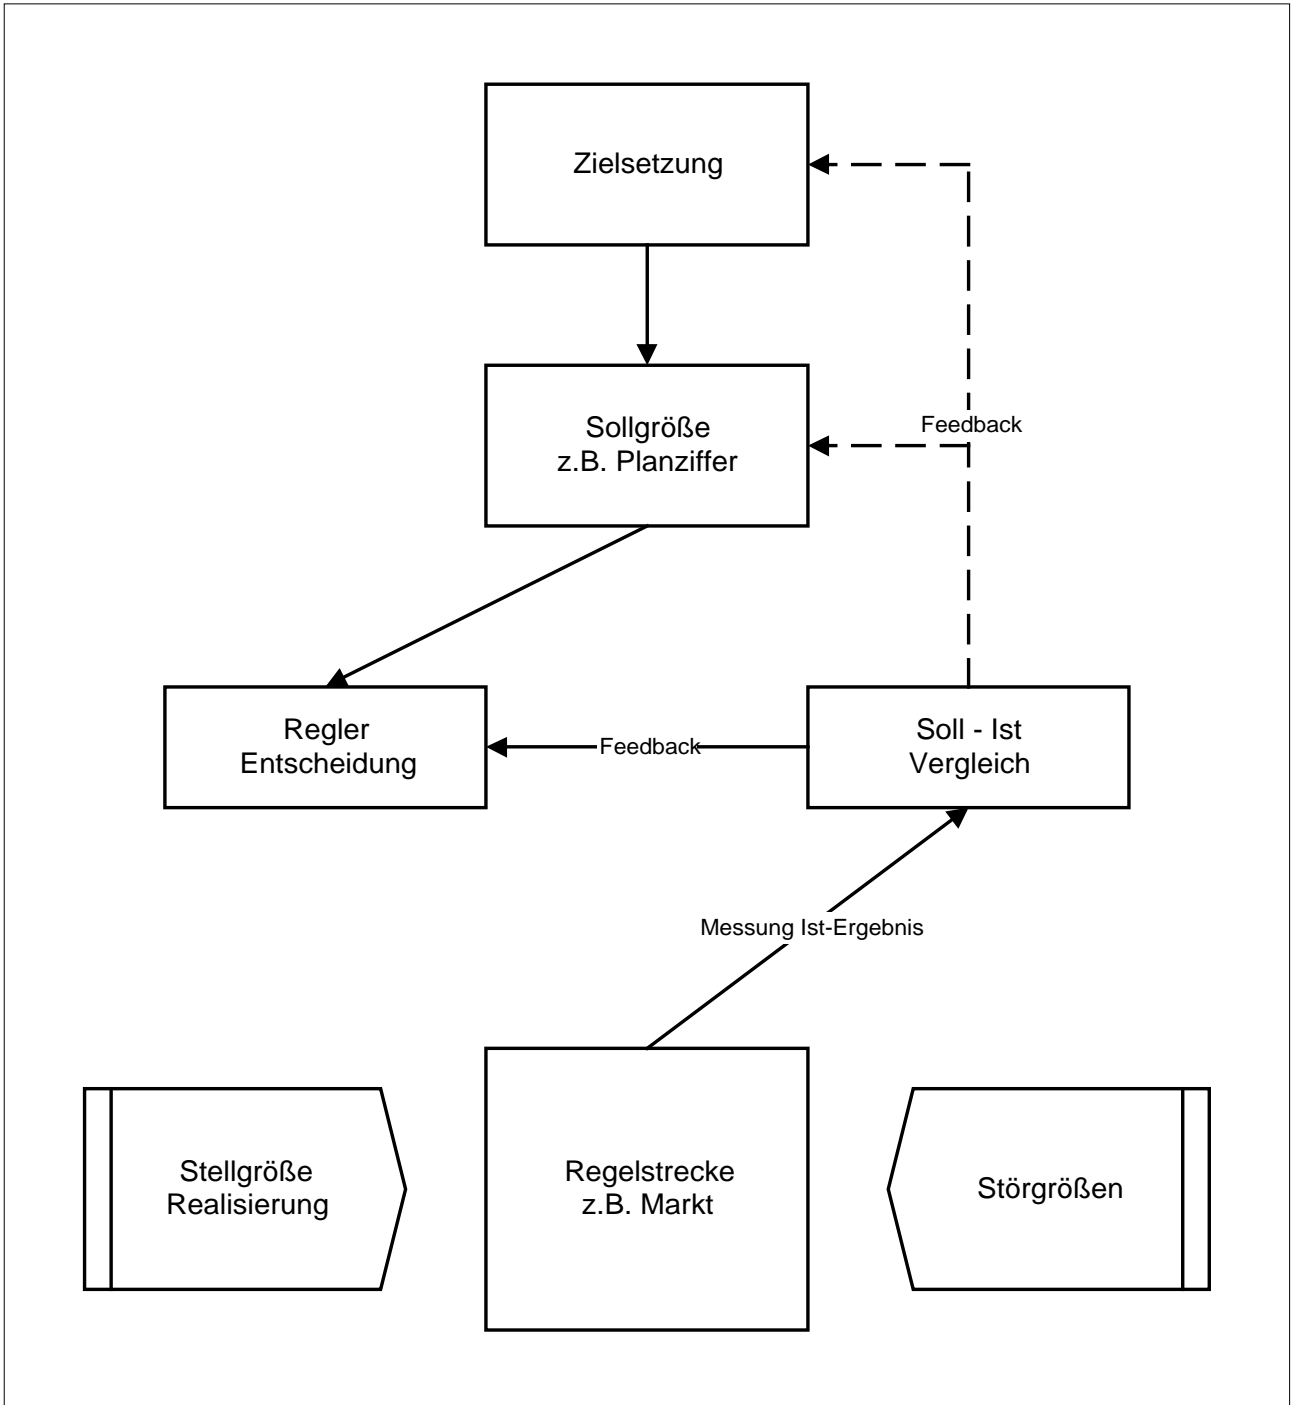 Zielsetzung
Feedback
Sollgröße
z.B. Planziffer
Regler
Entscheidung
Feedback
Soll - Ist
Vergleich
Messung Ist-Ergebnis
Stellgröße
Realisierung
Regelstrecke
z.B. Markt
Störgrößen